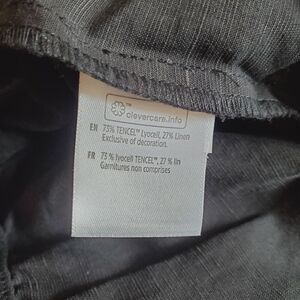 ™
clevercare.info
EN 73% TENCEL™ Lyocell, 27% Linen
Exclusive of decoration.
FR 73 % lyocell TENCEL™, 27 % lin
Garnitures non comprises